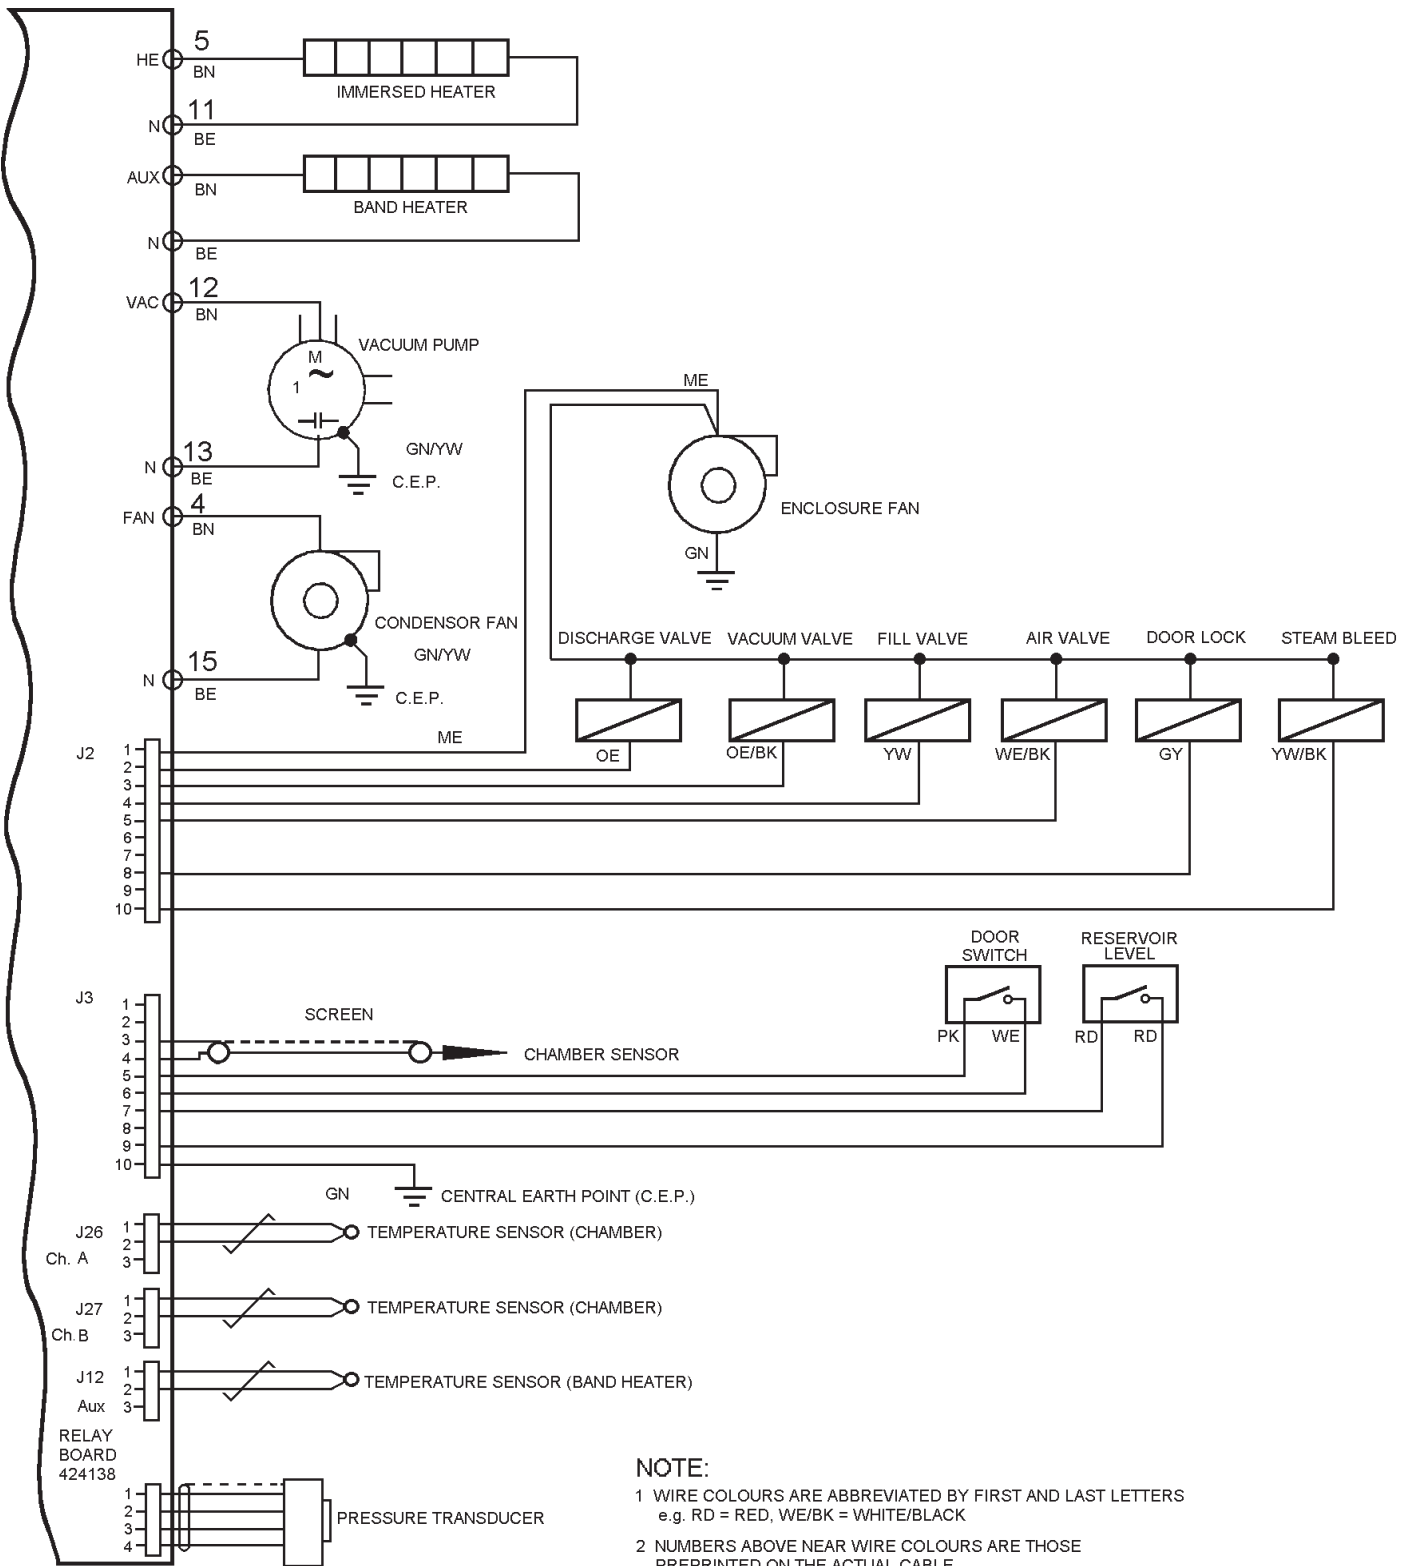 HE
5
BN
IMMERSED HEATER
N
11
BE
AUX
BN
BAND HEATER
N
BE
VAC
12
BN
VACUUM PUMP
M
1
~
GN/YW
C.E.P.
N
13
BE
FAN
4
BN
CONDENSOR FAN
GN/YW
C.E.P.
N
15
BE
ME
ENCLOSURE FAN
GN
DISCHARGE VALVE
VACUUM VALVE
FILL VALVE
AIR VALVE
DOOR LOCK
STEAM BLEED
OE
OE/BK
YW
WE/BK
GY
YW/BK
ME
J2
1
2
3
4
5
6
7
8
9
10
DOOR
SWITCH
RESERVOIR
LEVEL
PK
WE
RD
RD
J3
1
2
3
4
5
6
7
8
9
10
SCREEN
CHAMBER SENSOR
GN
CENTRAL EARTH POINT (C.E.P.)
J26
Ch. A
1
2
3
TEMPERATURE SENSOR (CHAMBER)
J27
Ch.B
1
2
3
TEMPERATURE SENSOR (CHAMBER)
J12
Aux
1
2
3
TEMPERATURE SENSOR (BAND HEATER)
RELAY
BOARD
424138
1
2
3
4
PRESSURE TRANSDUCER
NOTE:
1 WIRE COLOURS ARE ABBREVIATED BY FIRST AND LAST LETTERS
e.g. RD = RED, WE/BK = WHITE/BLACK
2 NUMBERS ABOVE NEAR WIRE COLOURS ARE THOSE
PREPRINTED ON THE ACTUAL CABLE